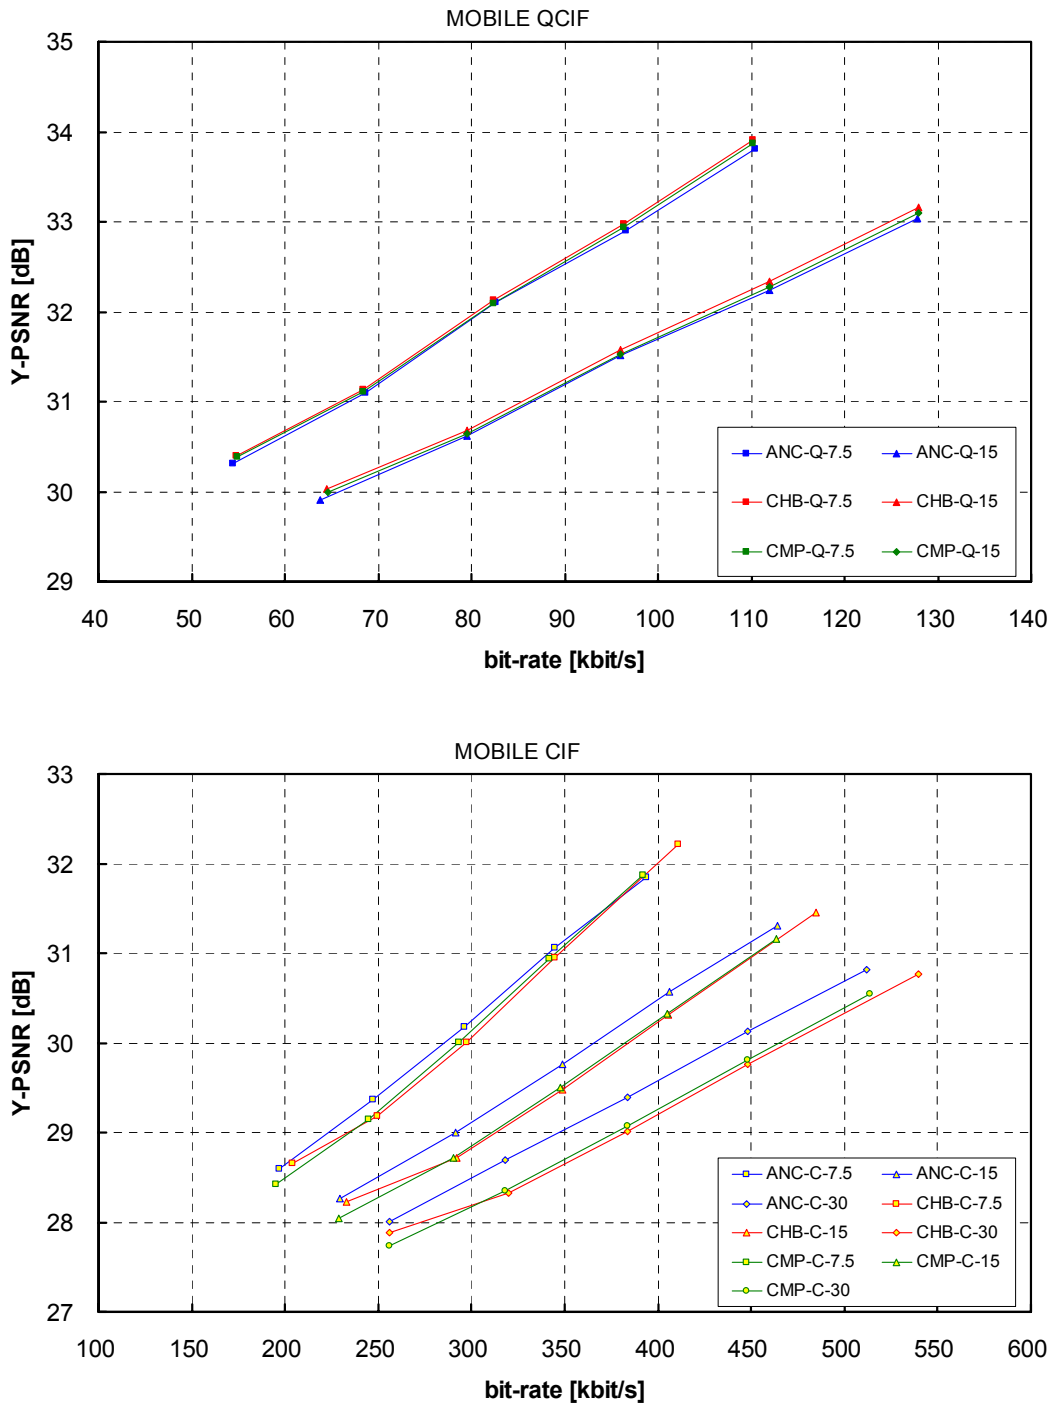 MOBILE QCIF
35
34
33
32
31
30
29
Y-PSNR [dB]
ANC-Q-7.5 ANC-Q-15
CHB-Q-7.5 CHB-Q-15
CMP-Q-7.5 CMP-Q-15
40 50 60 70 80 90 100 110 120 130 140
bit-rate [kbit/s]
MOBILE CIF
33
32
31
30
29
28
27
Y-PSNR [dB]
ANC-C-7.5 ANC-C-15
ANC-C-30 CHB-C-7.5
CHB-C-15 CHB-C-30
CMP-C-7.5 CMP-C-15
CMP-C-30
100 150 200 250 300 350 400 450 500 550 600
bit-rate [kbit/s]